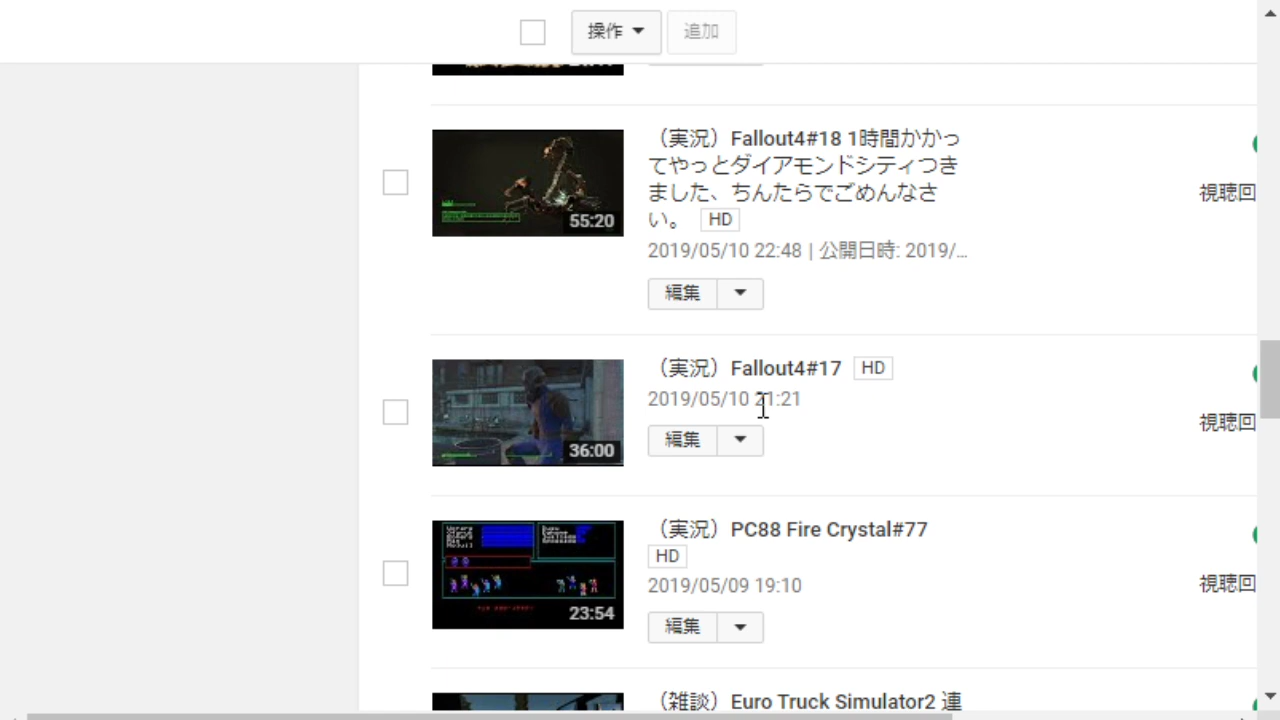 操作
追加
（実況）Fallout4#18 1時間かかっ
てやっとダイアモンドシティつき
ました、ちんたらでごめんなさ
い。 HD
55:20
視聴回
2019/05/10 22:48 | 公開日時: 2019/...
編集
（実況）Fallout4#17 HD
2019/05/10 21:21
36:00
視聴回
編集
（実況）PC88 Fire Crystal#77
HD
2019/05/09 19:10
23:54
視聴回
編集
（雑談）Euro Truck Simulator2 連